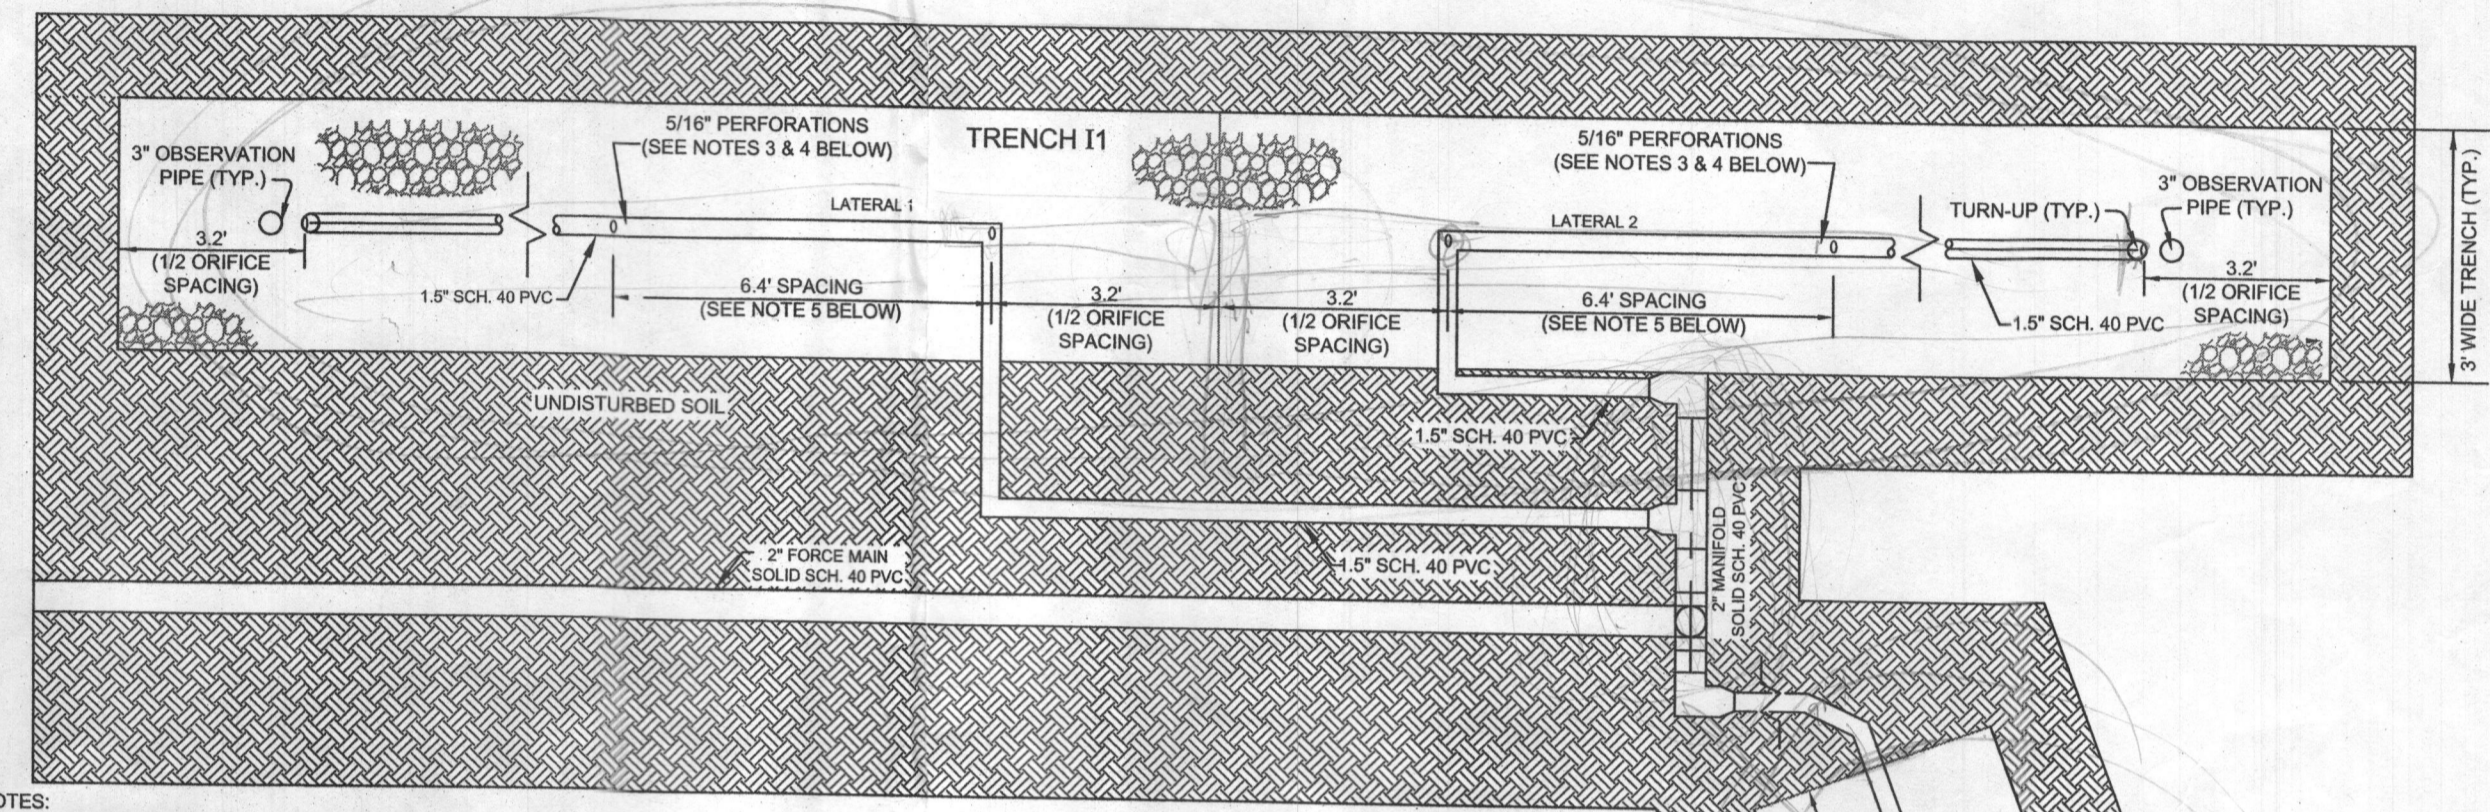 5/16" PERFORATIONS
(SEE NOTES 3 & 4 BELOW)
TRENCH I1
5/16" PERFORATIONS
(SEE NOTES 3 & 4 BELOW)
3" OBSERVATION
PIPE (TYP.)
LATERAL 1
LATERAL 2
TURN-UP (TYP.)
3" OBSERVATION
PIPE (TYP.)
3' WIDE TRENCH (TYP.)
3.2'
(1/2 ORIFICE
SPACING)
1.5" SCH. 40 PVC
6.4' SPACING
(SEE NOTE 5 BELOW)
3.2'
(1/2 ORIFICE
SPACING)
3.2'
(1/2 ORIFICE
SPACING)
6.4' SPACING
(SEE NOTE 5 BELOW)
1.5" SCH. 40 PVC
3.2'
(1/2 ORIFICE
SPACING)
UNDISTURBED SOIL
1.5" SCH. 40 PVC
2" FORCE MAIN
SOLID SCH. 40 PVC
1.5" SCH. 40 PVC
2" MANIFOLD
SOLID SCH. 40 PVC
OTES: